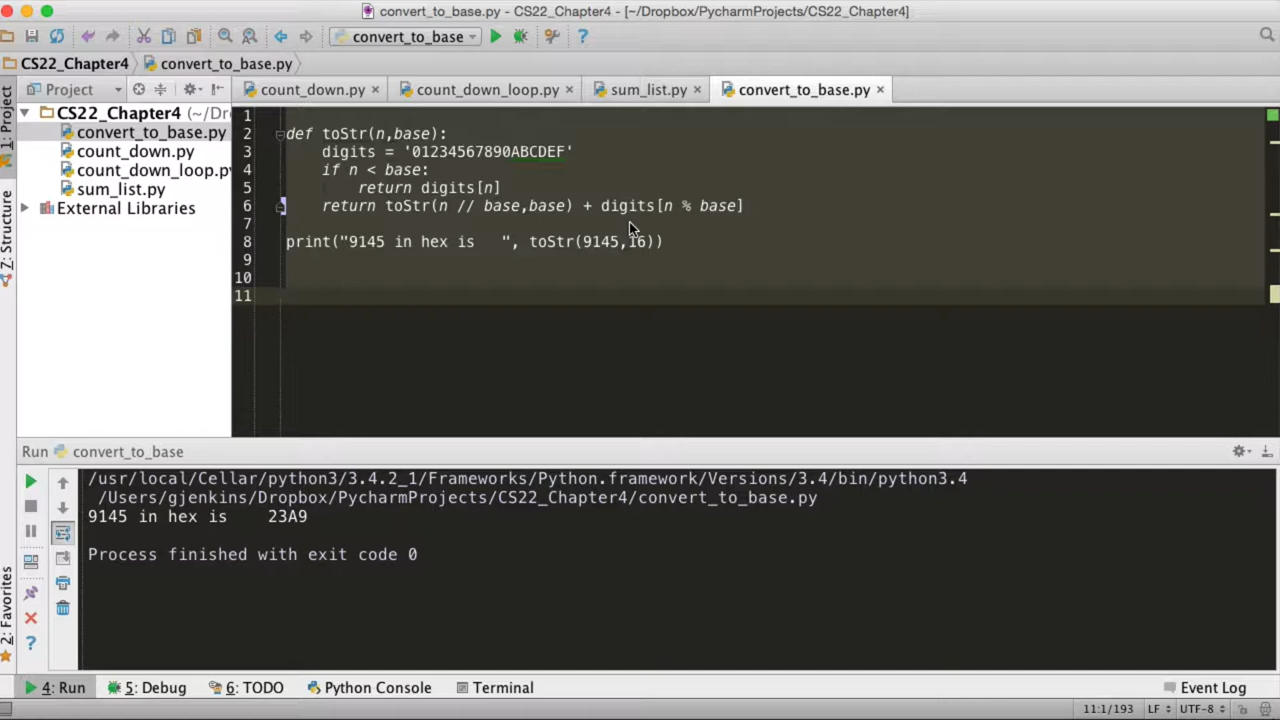 convert_to_base.py - CS22_Chapter4 - [~/Dropbox/PycharmProjects/CS22_Chapter4]
convert_to_base
CS22_Chapter4 convert_to_base.py
Project count_down.py count_down_loop.py sum_list.py convert_to_base.py
1: Project
CS22_Chapter4 (~/Dr
convert_to_base.py
count_down.py
count_down_loop.p
sum_list.py
External Libraries
Z: Structure
1
2 def toStr(n,base):
3 digits = '01234567890ABCDEF'
4 if n < base:
5 return digits[n]
6 return toStr(n // base,base) + digits[n % base]
7
8 print("9145 in hex is   ", toStr(9145,16))
9
10
11
Run convert_to_base
/usr/local/Cellar/python3/3.4.2_1/Frameworks/Python.framework/Versions/3.4/bin/python3.4
/Users/gjenkins/Dropbox/PycharmProjects/CS22_Chapter4/convert_to_base.py
9145 in hex is    23A9
Process finished with exit code 0
2: Favorites
4: Run 5: Debug 6: TODO Python Console Terminal Event Log
11:1/193 LF UTF-8